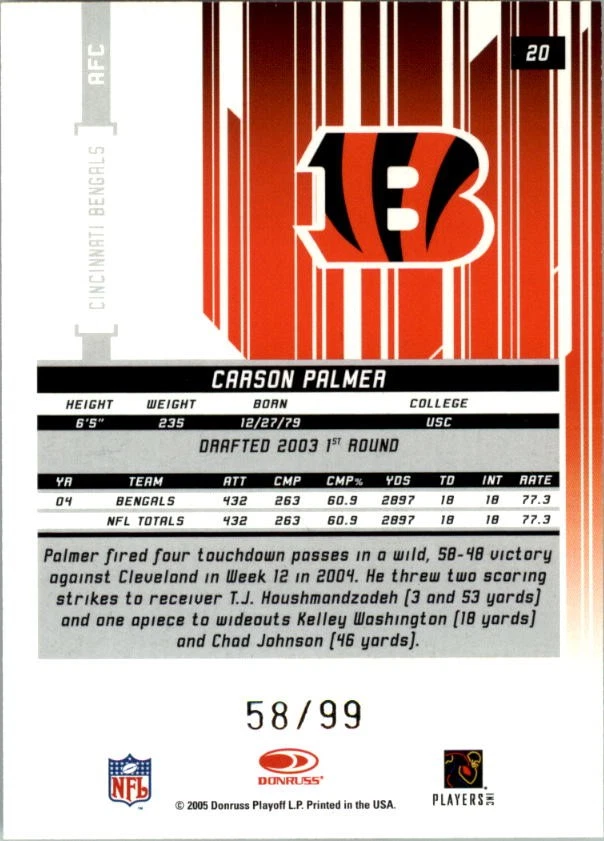 20
AFC
CINCINNATI BENGALS
CARSON PALMER
HEIGHT WEIGHT BORN COLLEGE
6'5" 235 12/27/79 USC
DRAFTED 2003 1ST ROUND
YR TEAM ATT CMP CMP% YDS TD INT RATE
04 BENGALS 432 263 60.9 2897 18 18 77.3
NFL TOTALS 432 263 60.9 2897 18 18 77.3
Palmer fired four touchdown passes in a wild, 58-48 victory
against Cleveland in Week 12 in 2004. He threw two scoring
strikes to receiver T.J. Houshmandzadeh (3 and 53 yards)
and one apiece to wideouts Kelley Washington (18 yards)
and Chad Johnson (46 yards).
58/99
NFL
DONRUSS
PLAYERS INC
© 2005 Donruss Playoff L.P. Printed in the USA.